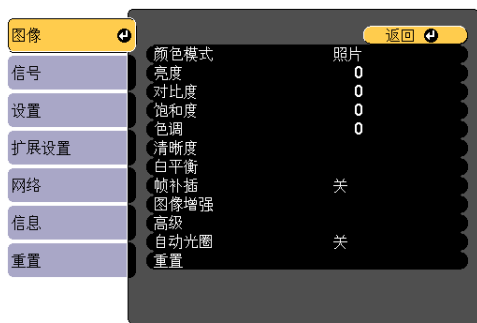 图像
信号
设置
扩展设置
网络
信息
重置
返回
颜色模式 照片
亮度 0
对比度 0
饱和度 0
色调 0
清晰度
白平衡
帧补插 关
图像增强
高级
自动光圈 关
重置